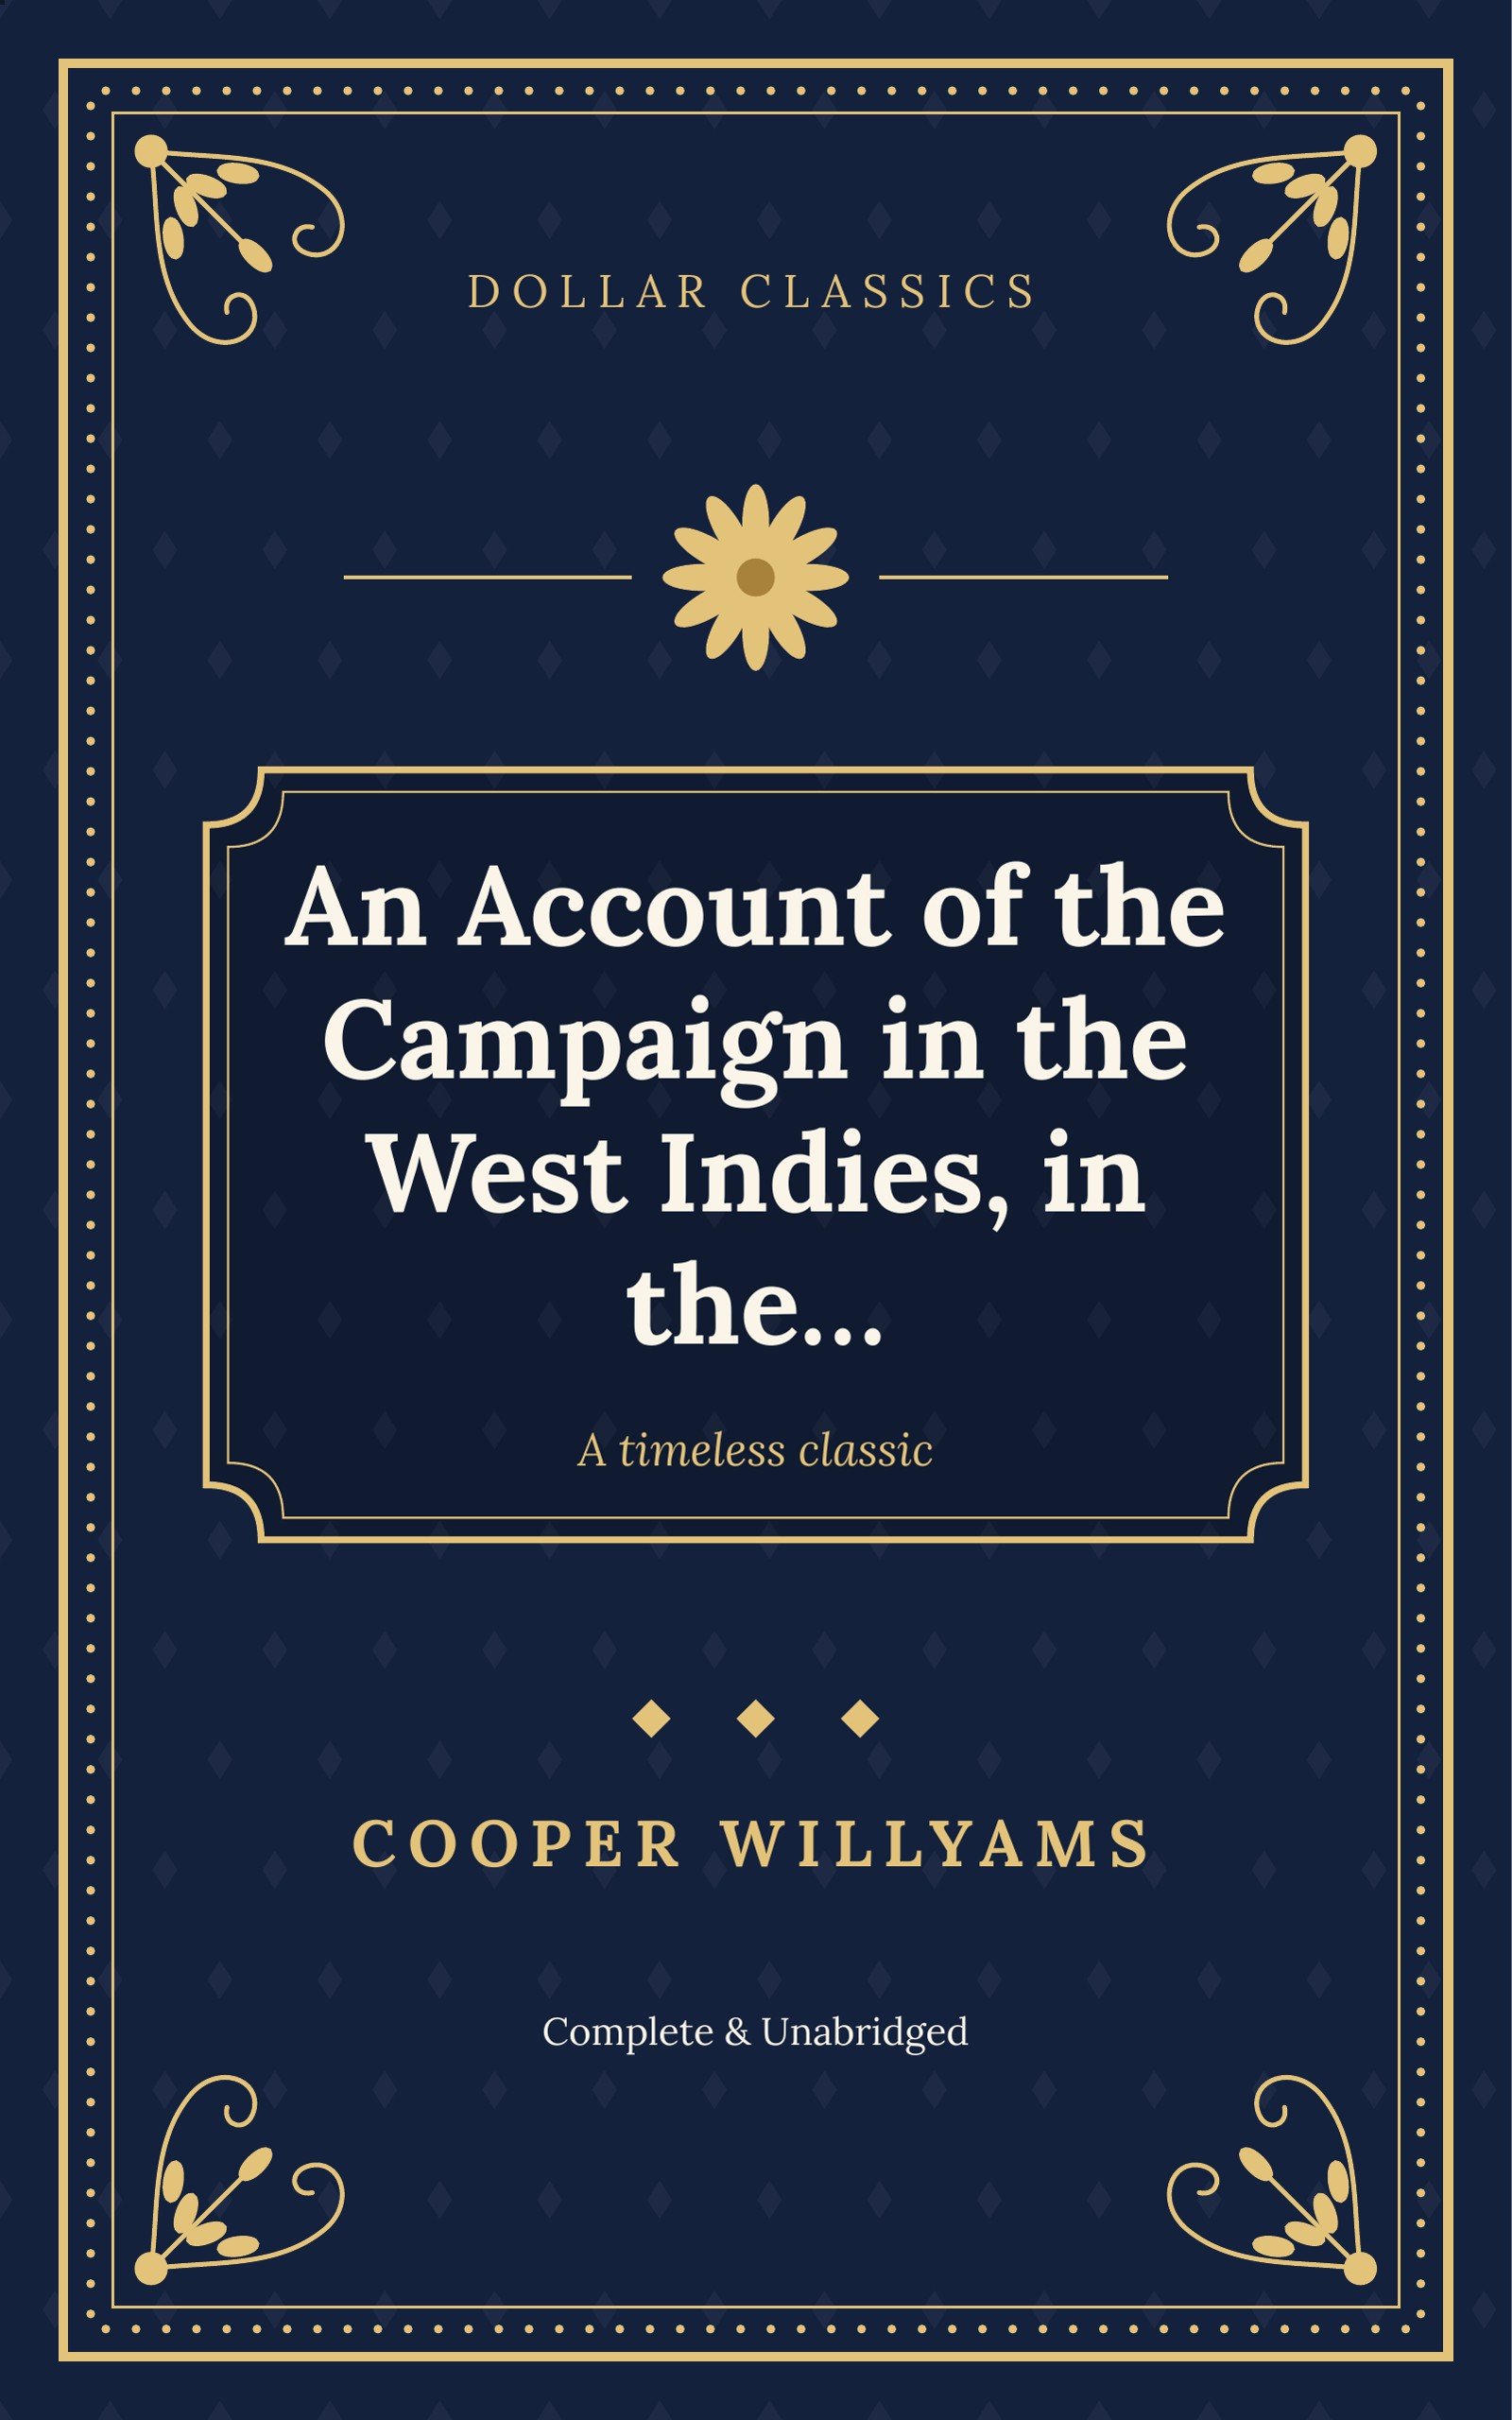 DOLLAR CLASSICS
An Account of the
Campaign in the
West Indies, in
the...
A timeless classic
COOPER WILLYAMS
Complete & Unabridged